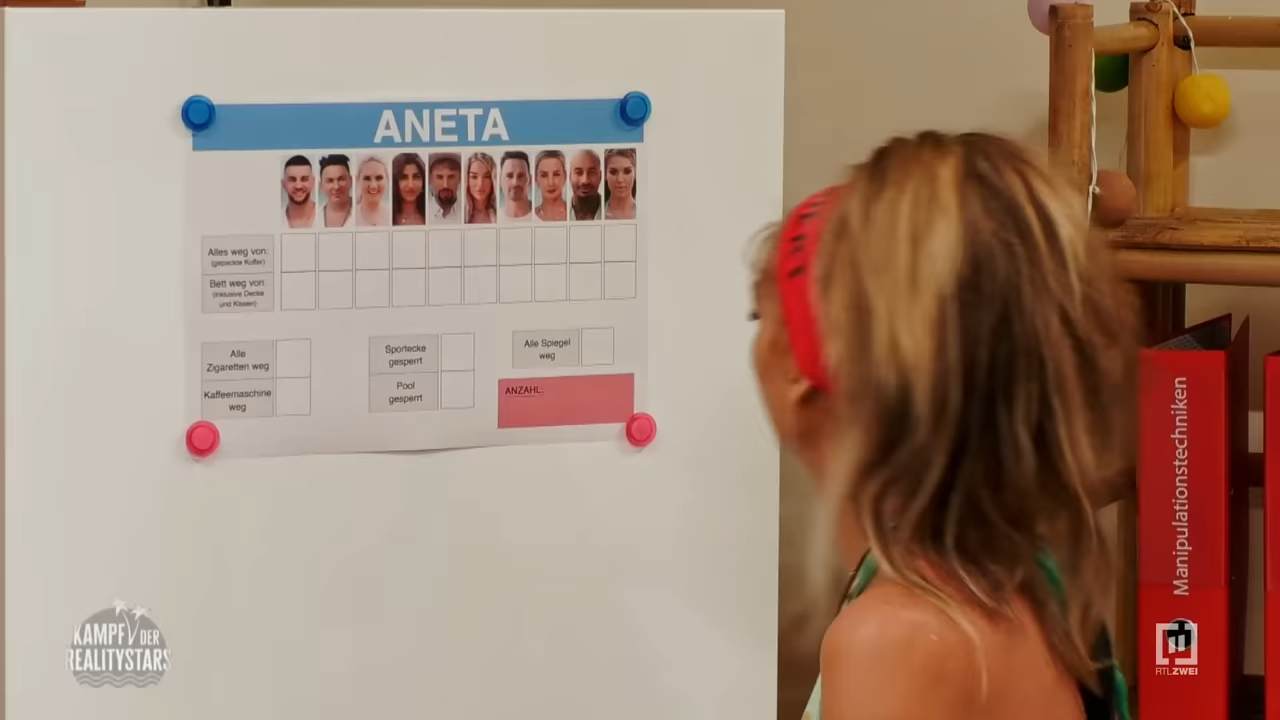 ANETA
Alles weg von:
(gepackte Koffer)
Bett weg von:
(inklusive Decke
und Kissen)
Alle
Zigaretten weg
Kaffeemaschine
weg
Sportecke
gesperrt
Pool
gesperrt
Alle Spiegel
weg
ANZAHL:
Manipulationstechniken
KAMPF DER
REALITYSTARS
RTLZWEI